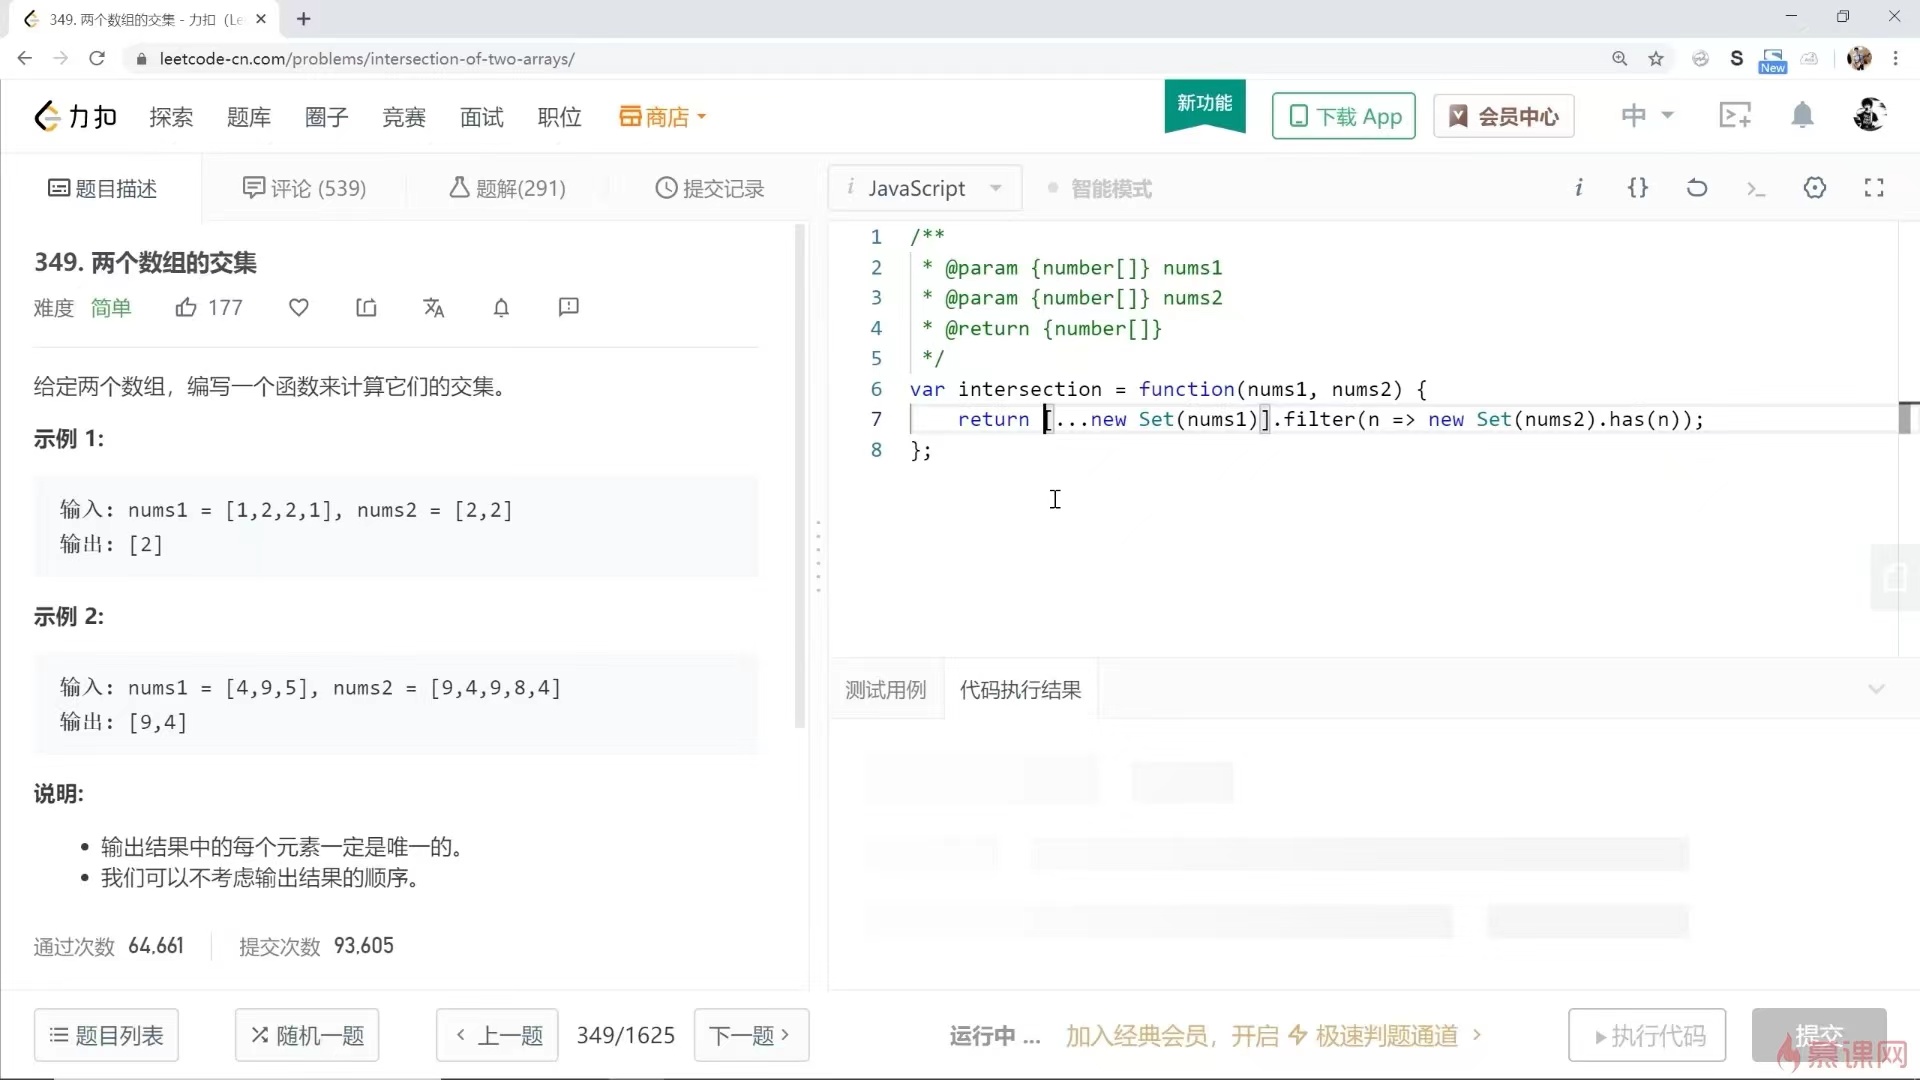 349. 两个数组的交集 - 力扣 (Le
leetcode-cn.com/problems/intersection-of-two-arrays/
New
力扣 探索 题库 圈子 竞赛 面试 职位 商店 新功能 下载 App 会员中心 中
题目描述 评论 (539) 题解(291) 提交记录
i JavaScript 智能模式
349. 两个数组的交集
难度 简单 177
给定两个数组，编写一个函数来计算它们的交集。
示例 1:
输入: nums1 = [1,2,2,1], nums2 = [2,2]
输出: [2]
示例 2:
输入: nums1 = [4,9,5], nums2 = [9,4,9,8,4]
输出: [9,4]
说明:
• 输出结果中的每个元素一定是唯一的。
• 我们可以不考虑输出结果的顺序。
通过次数 64,661 提交次数 93,605
1 /**
2  * @param {number[]} nums1
3  * @param {number[]} nums2
4  * @return {number[]}
5  */
6 var intersection = function(nums1, nums2) {
7     return [...new Set(nums1)].filter(n => new Set(nums2).has(n));
8 };
测试用例 代码执行结果
题目列表 随机一题 上一题 349/1625 下一题
运行中 ... 加入经典会员，开启 极速判题通道 >
执行代码 提交
慕课网